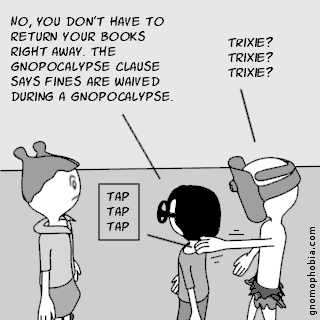 NO, YOU DON'T HAVE TO
RETURN YOUR BOOKS
RIGHT AWAY. THE
GNOPOCALYPSE CLAUSE
SAYS FINES ARE WAIVED
DURING A GNOPOCALYPSE.
TRIXIE?
TRIXIE?
TRIXIE?
TAP
TAP
TAP
gnomophobia.com